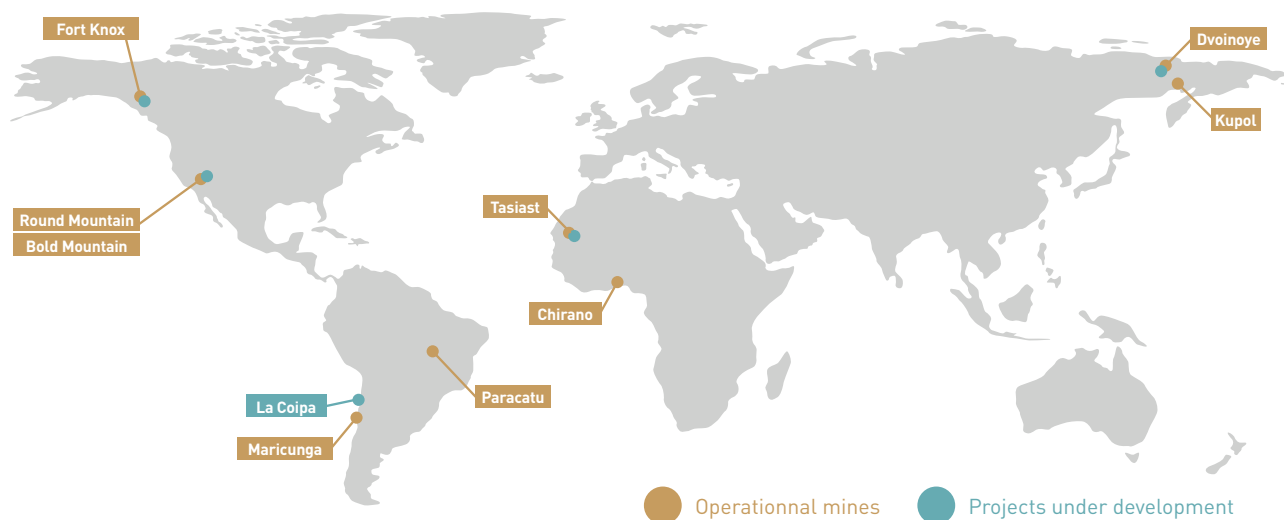 Fort Knox
Dvoinoye
Kupol
Round Mountain
Bold Mountain
Tasiast
Chirano
Paracatu
La Coipa
Maricunga
Operationnal mines
Projects under development